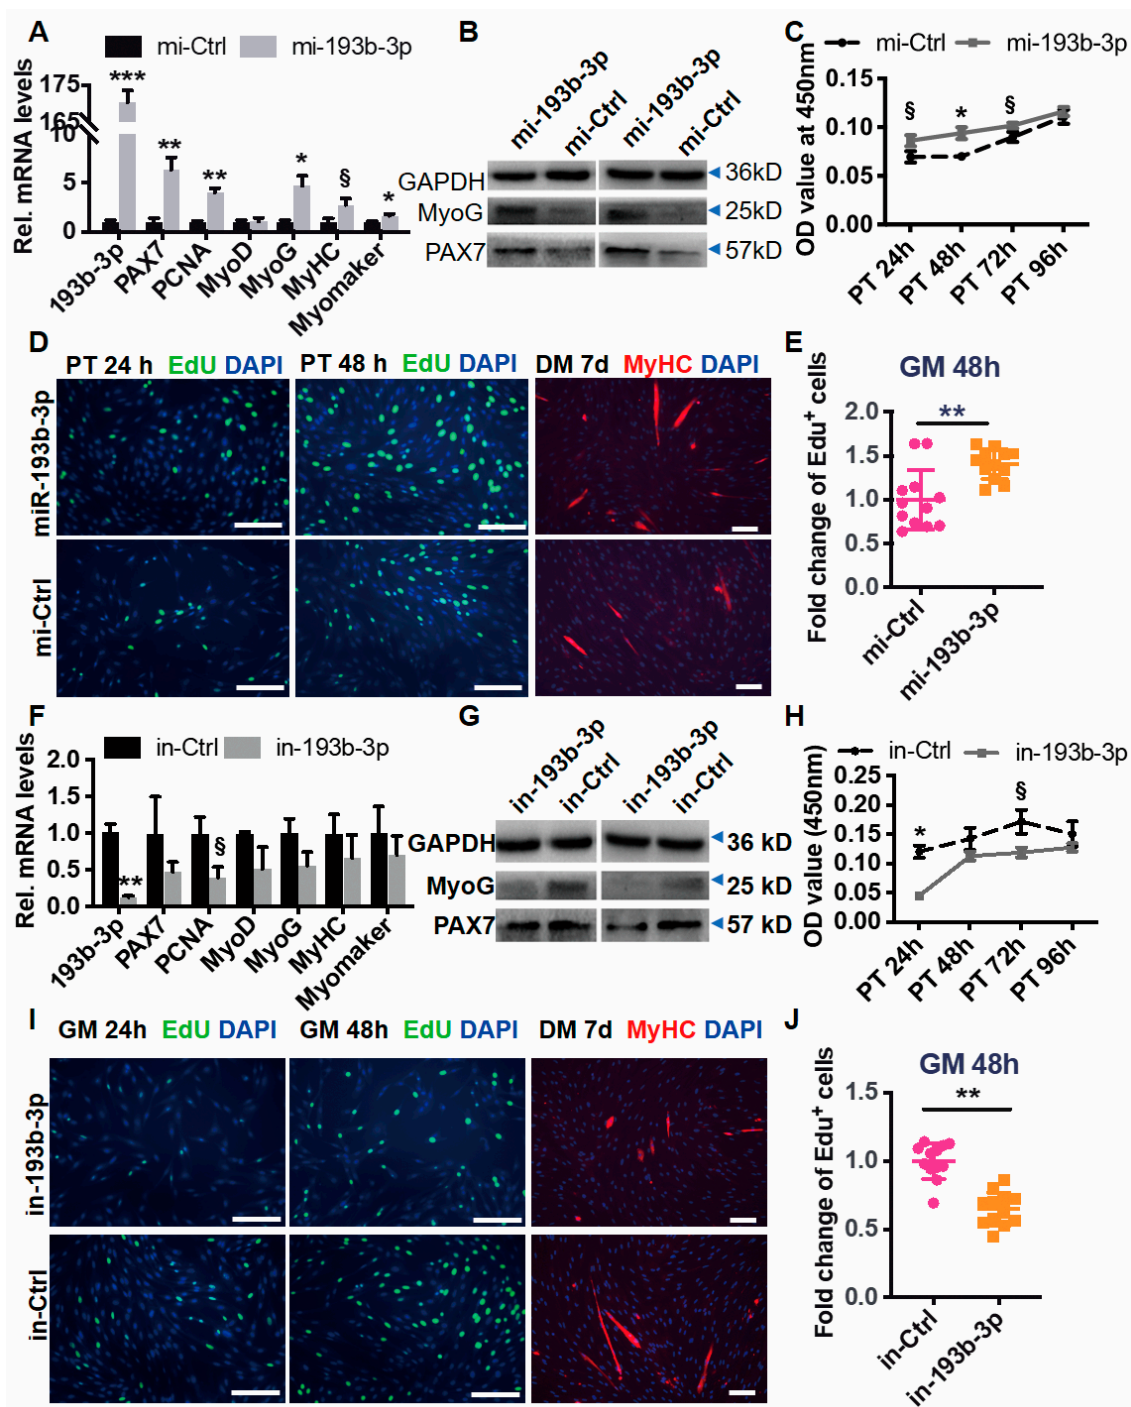 A
mi-Ctrl mi-193b-3p
Rel. mRNA levels
175
165
10
5
0
*** ** ** * § *
193b-3p PAX7 PCNA MyoD MyoG MyHC Myomaker
B
mi-193b-3p mi-Ctrl mi-193b-3p mi-Ctrl
GAPDH 36kD
MyoG 25kD
PAX7 57kD
C
mi-Ctrl mi-193b-3p
OD value at 450nm
0.15
0.10
0.05
0.00
§ * §
PT 24h PT 48h PT 72h PT 96h
D
PT 24 h EdU DAPI PT 48 h EdU DAPI DM 7d MyHC DAPI
miR-193b-3p
mi-Ctrl
E
GM 48h
Fold change of Edu⁺ cells
2.0
1.5
1.0
0.5
0.0
**
mi-Ctrl mi-193b-3p
F
in-Ctrl in-193b-3p
Rel. mRNA levels
2.0
1.5
1.0
0.5
0.0
** §
193b-3p PAX7 PCNA MyoD MyoG MyHC Myomaker
G
in-193b-3p in-Ctrl in-193b-3p in-Ctrl
GAPDH 36 kD
MyoG 25 kD
PAX7 57 kD
H
in-Ctrl in-193b-3p
OD value (450nm)
0.25
0.20
0.15
0.10
0.05
0.00
* §
PT 24h PT 48h PT 72h PT 96h
I
GM 24h EdU DAPI GM 48h EdU DAPI DM 7d MyHC DAPI
in-193b-3p
in-Ctrl
J
GM 48h
Fold change of Edu⁺ cells
1.5
1.0
0.5
0.0
**
in-Ctrl in-193b-3p